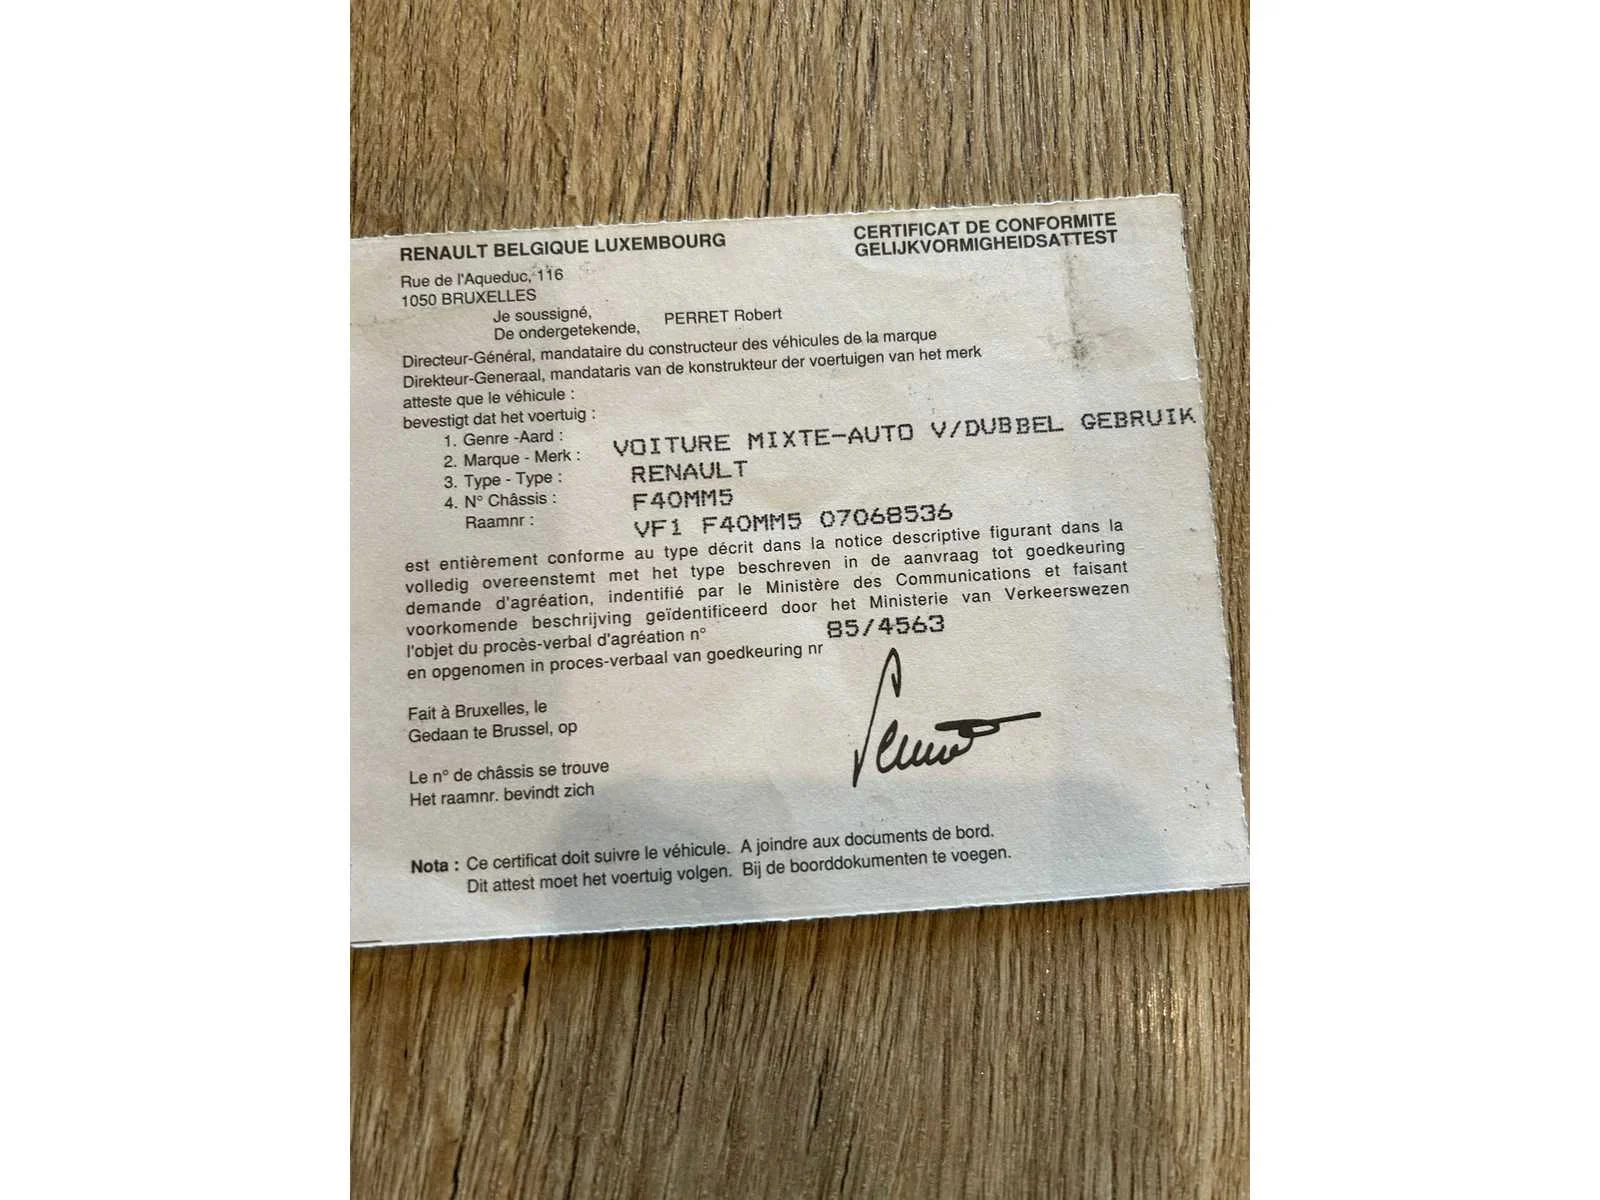 RENAULT BELGIQUE LUXEMBOURG
CERTIFICAT DE CONFORMITE
GELIJKVORMIGHEIDSATTEST
Rue de l'Aqueduc, 116
1050 BRUXELLES
Je soussigné,
De ondergetekende, PERRET Robert
Directeur-Général, mandataire du constructeur des véhicules de la marque
Direkteur-Generaal, mandataris van de konstrukteur der voertuigen van het merk
atteste que le véhicule :
bevestigt dat het voertuig :
1. Genre -Aard : VOITURE MIXTE-AUTO V/DUBBEL GEBRUIK
2. Marque - Merk : RENAULT
3. Type - Type : F40MM5
4. N° Châssis :
Raamnr : VF1 F40MM5 07068536
est entièrement conforme au type décrit dans la notice descriptive figurant dans la
volledig overeenstemt met het type beschreven in de aanvraag tot goedkeuring
demande d'agréation, indentifié par le Ministère des Communications et faisant
voorkomende beschrijving geïdentificeerd door het Ministerie van Verkeerswezen
l'objet du procès-verbal d'agréation n° 85/4563
en opgenomen in proces-verbaal van goedkeuring nr
Fait à Bruxelles, le
Gedaan te Brussel, op
Le n° de châssis se trouve
Het raamnr. bevindt zich
Nota : Ce certificat doit suivre le véhicule. A joindre aux documents de bord.
Dit attest moet het voertuig volgen. Bij de boorddokumenten te voegen.